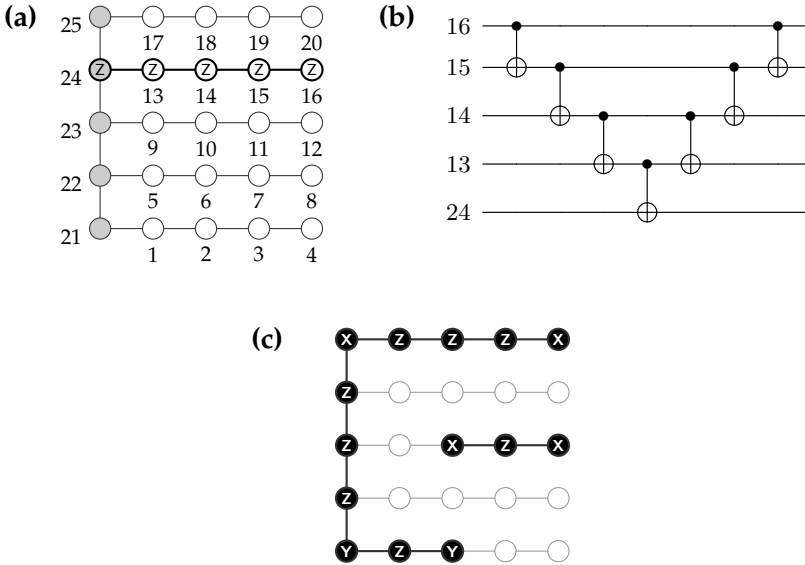 (a)
25
17 18 19 20
24 Z Z Z Z Z
13 14 15 16
23
9 10 11 12
22
5 6 7 8
21
1 2 3 4
(b)
16
15
14
13
24
(c)
X Z Z Z X
Z
Z X Z X
Z
Y Z Y